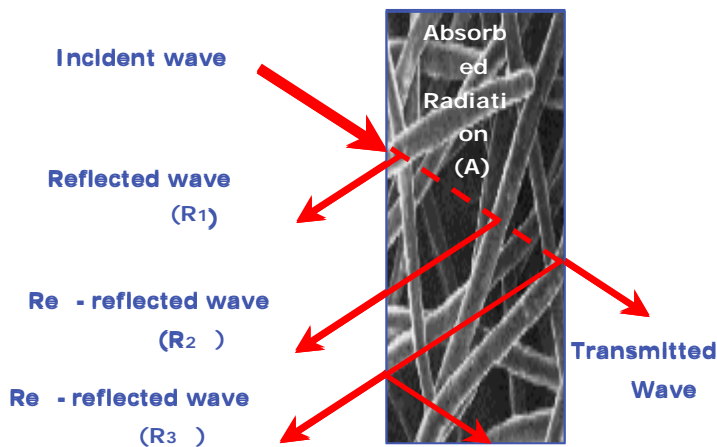 Absorb
ed
Radiati
on
(A)
Incident wave
Reflected wave
(R1)
Re - reflected wave
(R2 )
Re - reflected wave
(R3 )
Transmitted
Wave